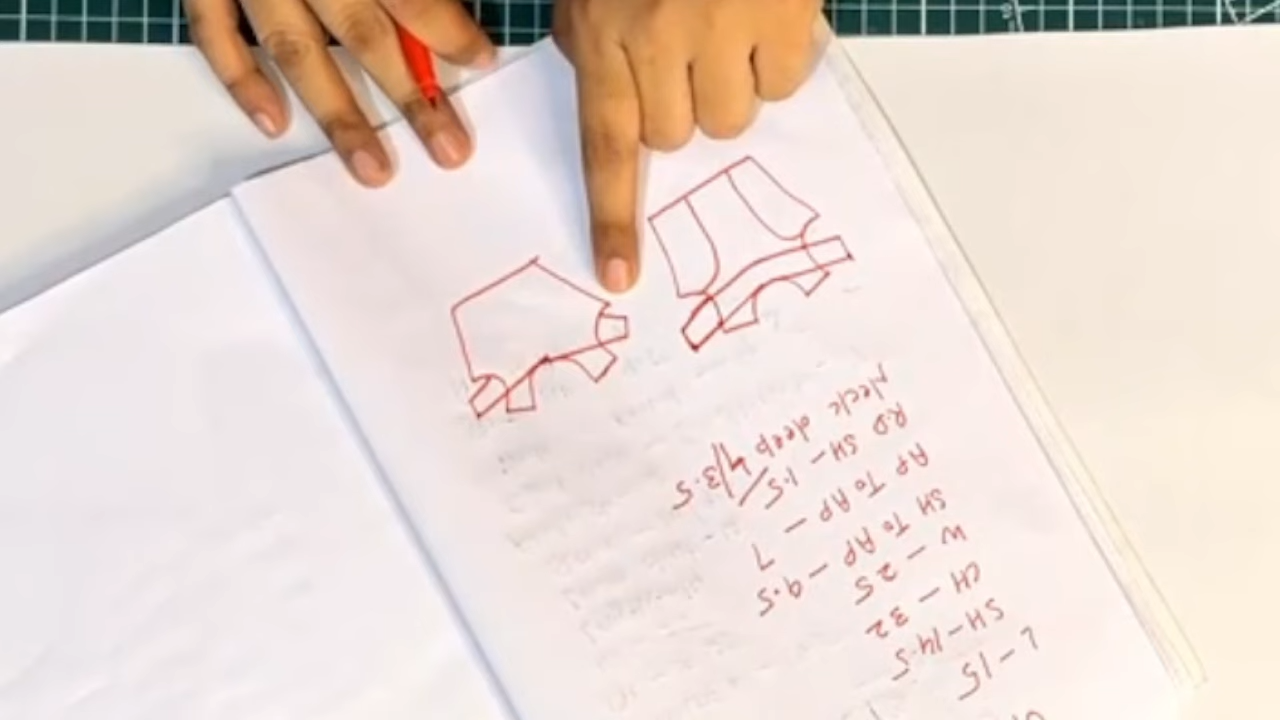 L - 15
SH - 14.5
CH - 32
W - 25
SH To AP - 9.5
AP To AP - 7
RD SH - 1.5
Neck deep 4/3.5